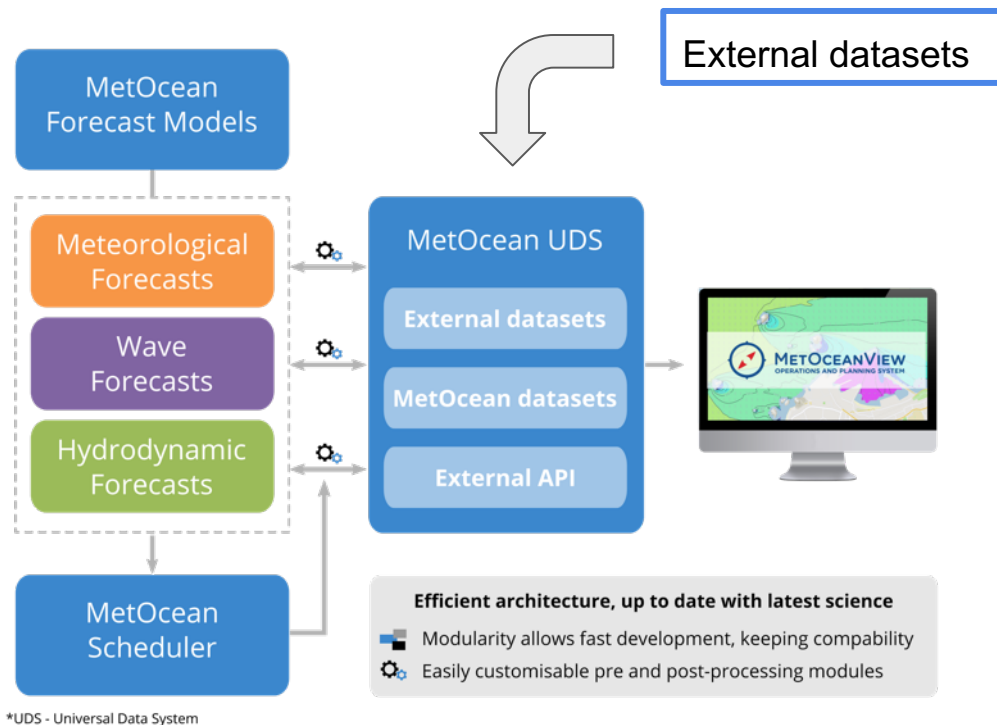 External datasets
MetOcean
Forecast Models
Meteorological
Forecasts
Wave
Forecasts
Hydrodynamic
Forecasts
MetOcean
Scheduler
MetOcean UDS
External datasets
MetOcean datasets
External API
METOCEANVIEW
OPERATIONS AND PLANNING SYSTEM
Efficient architecture, up to date with latest science
Modularity allows fast development, keeping compability
Easily customisable pre and post-processing modules
*UDS - Universal Data System